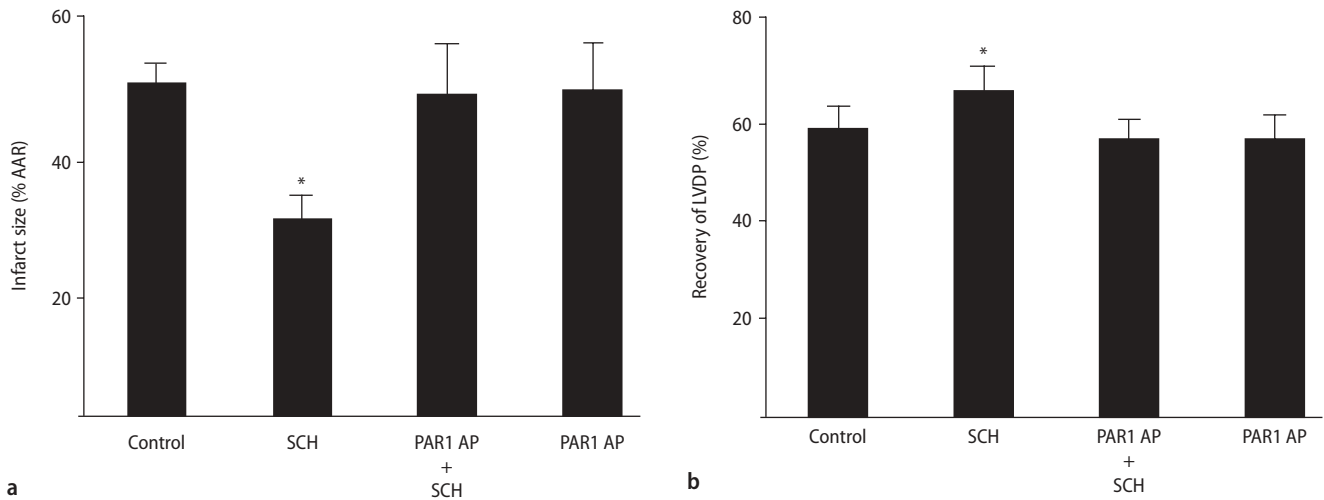 60
40
20
Infarct size (% AAR)
*
Control
SCH
PAR1 AP
+
SCH
PAR1 AP
a
80
60
40
20
Recovery of LVDP (%)
*
Control
SCH
PAR1 AP
+
SCH
PAR1 AP
b